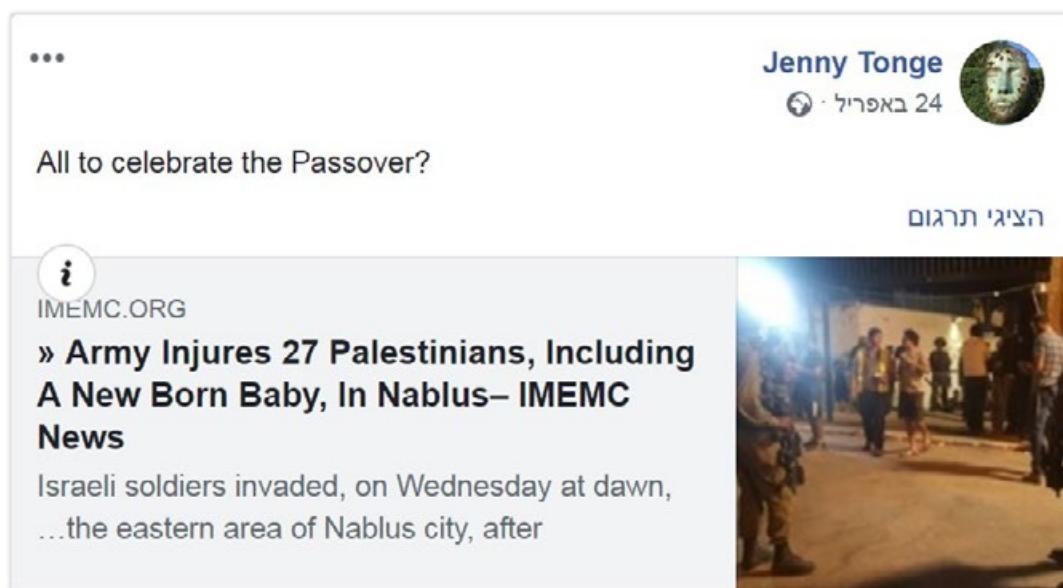 Jenny Tonge
24 באפריל ·
All to celebrate the Passover?
הציגי תרגום
i
IMEMC.ORG
» Army Injures 27 Palestinians, Including
A New Born Baby, In Nablus– IMEMC
News
Israeli soldiers invaded, on Wednesday at dawn,
…the eastern area of Nablus city, after